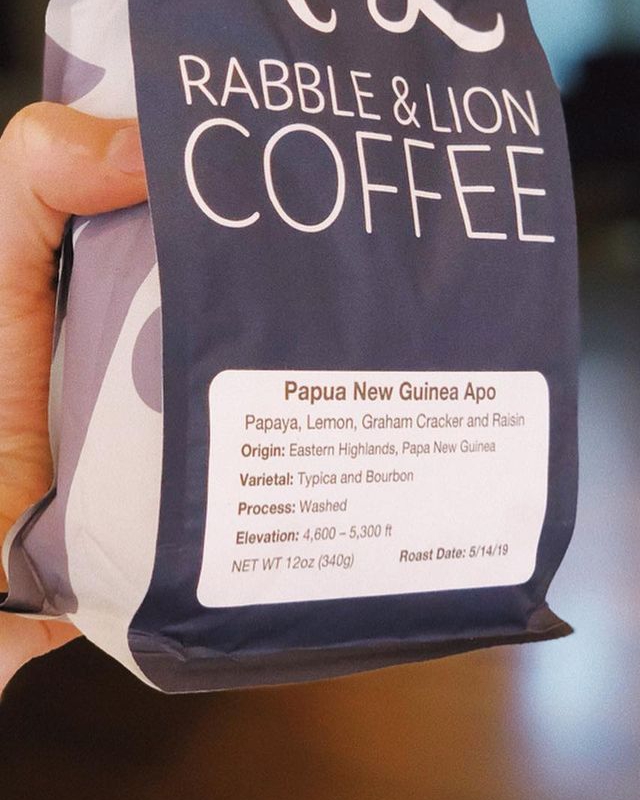 RABBLE & LION
COFFEE
Papua New Guinea Apo
Papaya, Lemon, Graham Cracker and Raisin
Origin: Eastern Highlands, Papa New Guinea
Varietal: Typica and Bourbon
Process: Washed
Elevation: 4,600 – 5,300 ft
NET WT 12oz (340g) Roast Date: 5/14/19